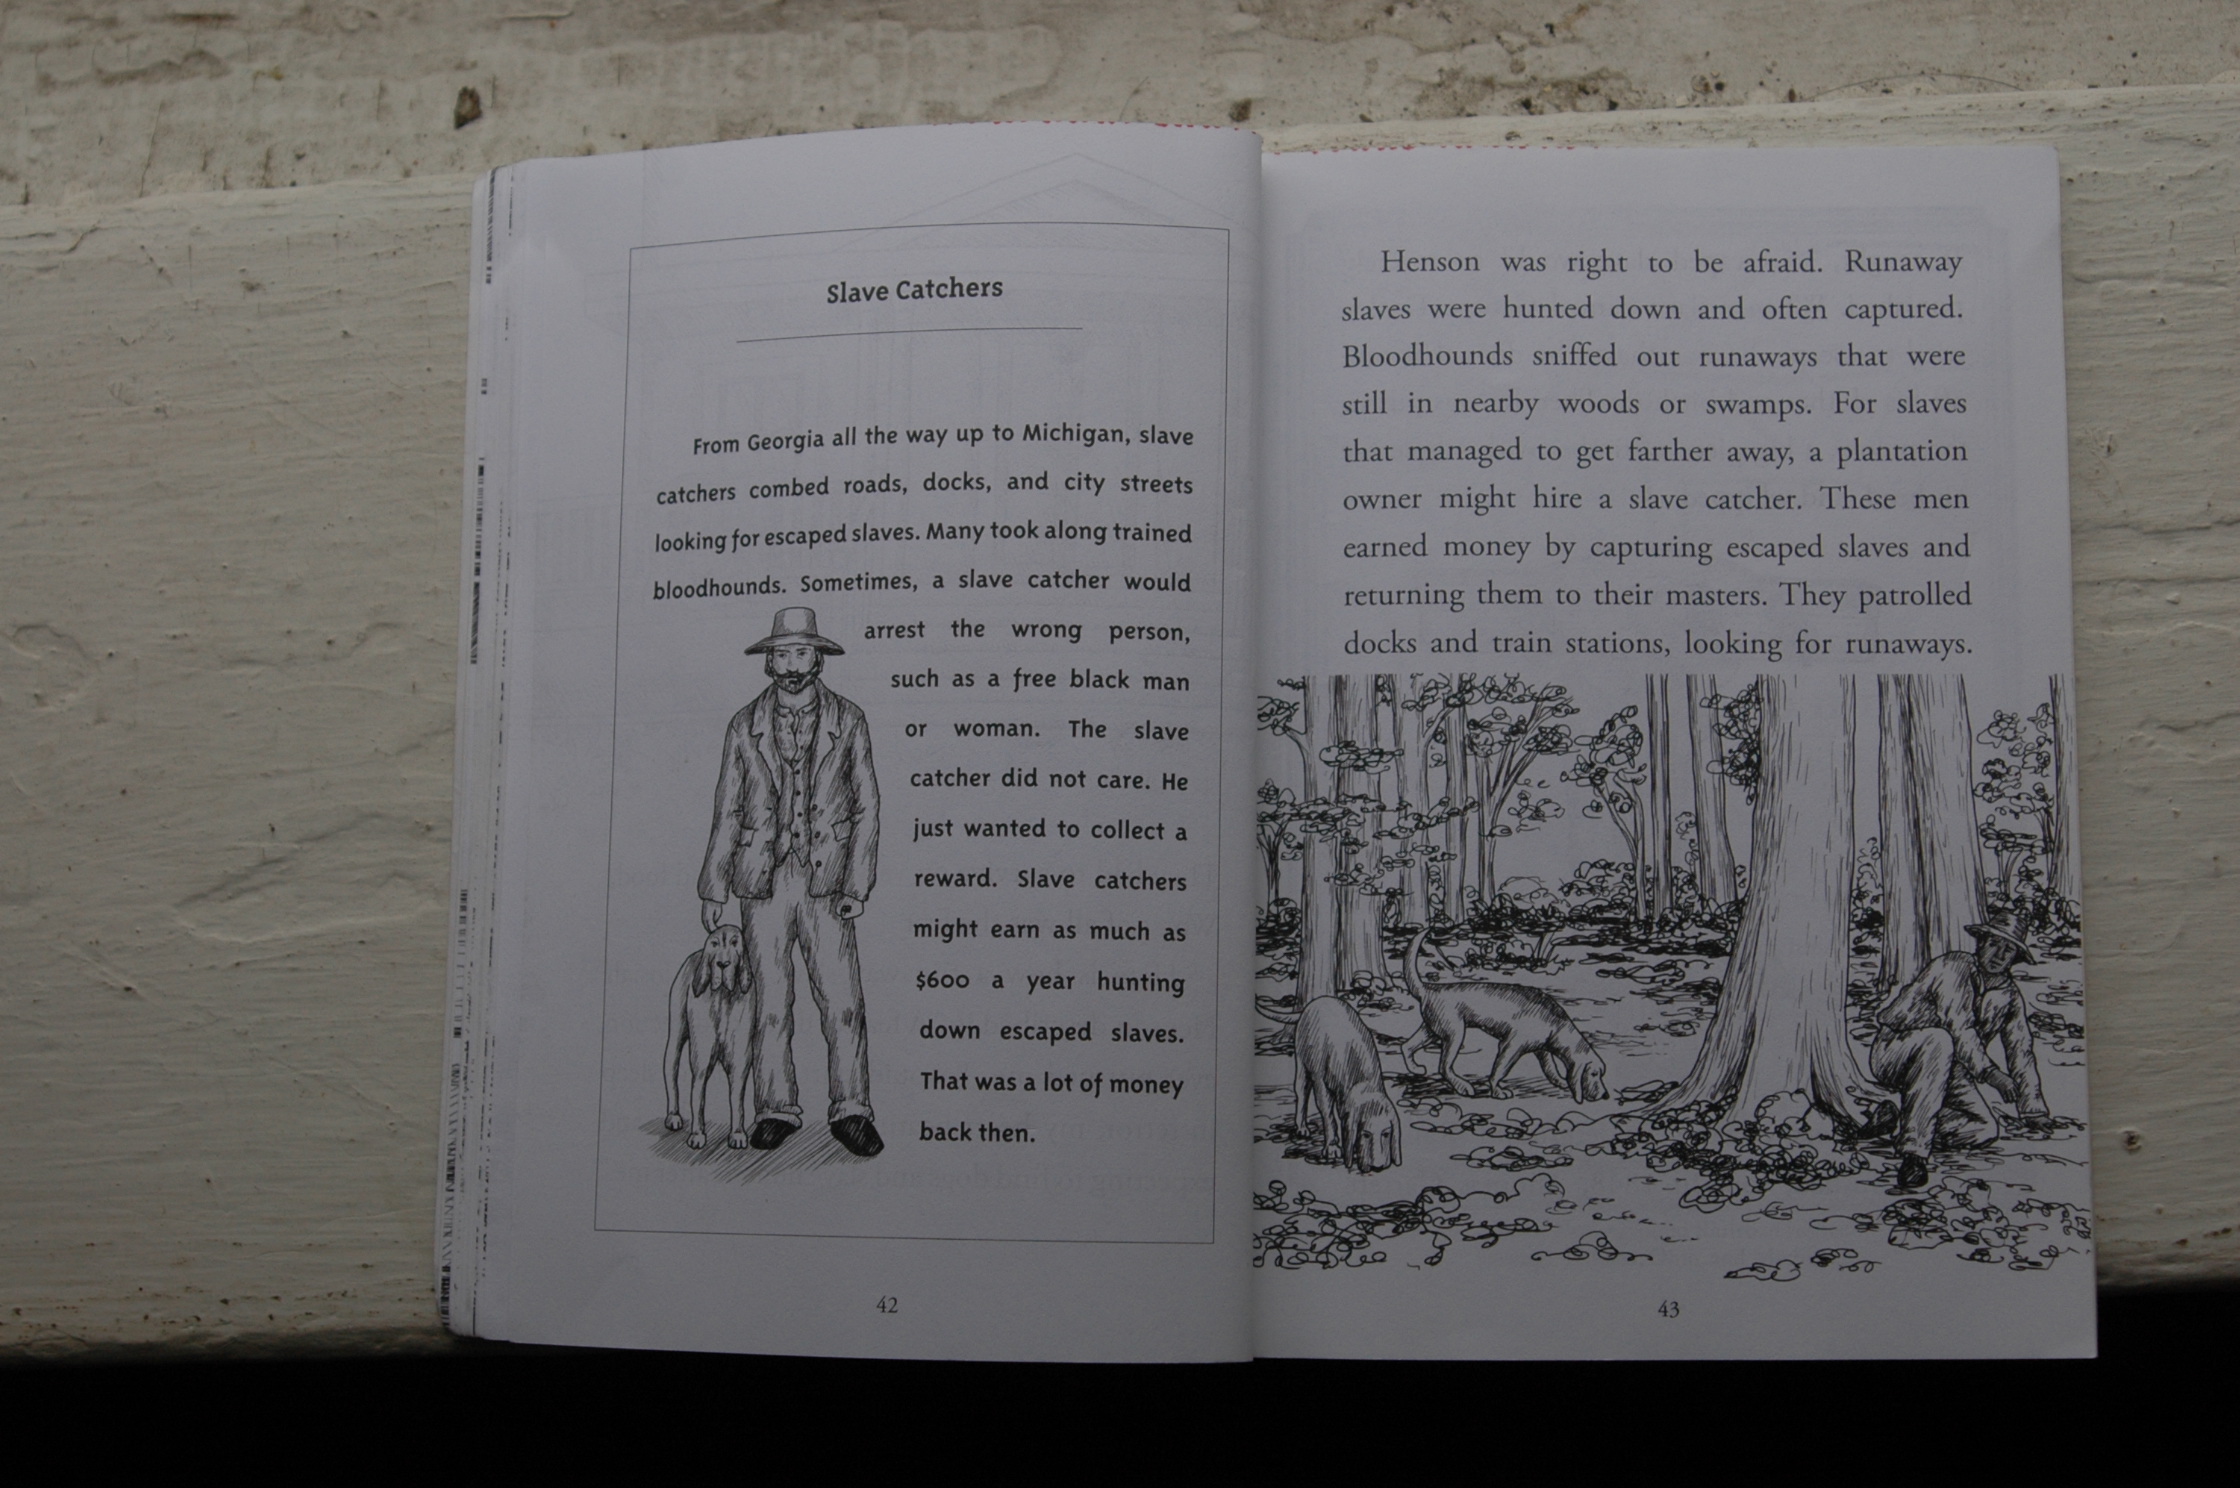 Slave Catchers
From Georgia all the way up to Michigan, slave
catchers combed roads, docks, and city streets
looking for escaped slaves. Many took along trained
bloodhounds. Sometimes, a slave catcher would
arrest the wrong person,
such as a free black man
or woman. The slave
catcher did not care. He
just wanted to collect a
reward. Slave catchers
might earn as much as
$600 a year hunting
down escaped slaves.
That was a lot of money
back then.
42
Henson was right to be afraid. Runaway
slaves were hunted down and often captured.
Bloodhounds sniffed out runaways that were
still in nearby woods or swamps. For slaves
that managed to get farther away, a plantation
owner might hire a slave catcher. These men
earned money by capturing escaped slaves and
returning them to their masters. They patrolled
docks and train stations, looking for runaways.
43